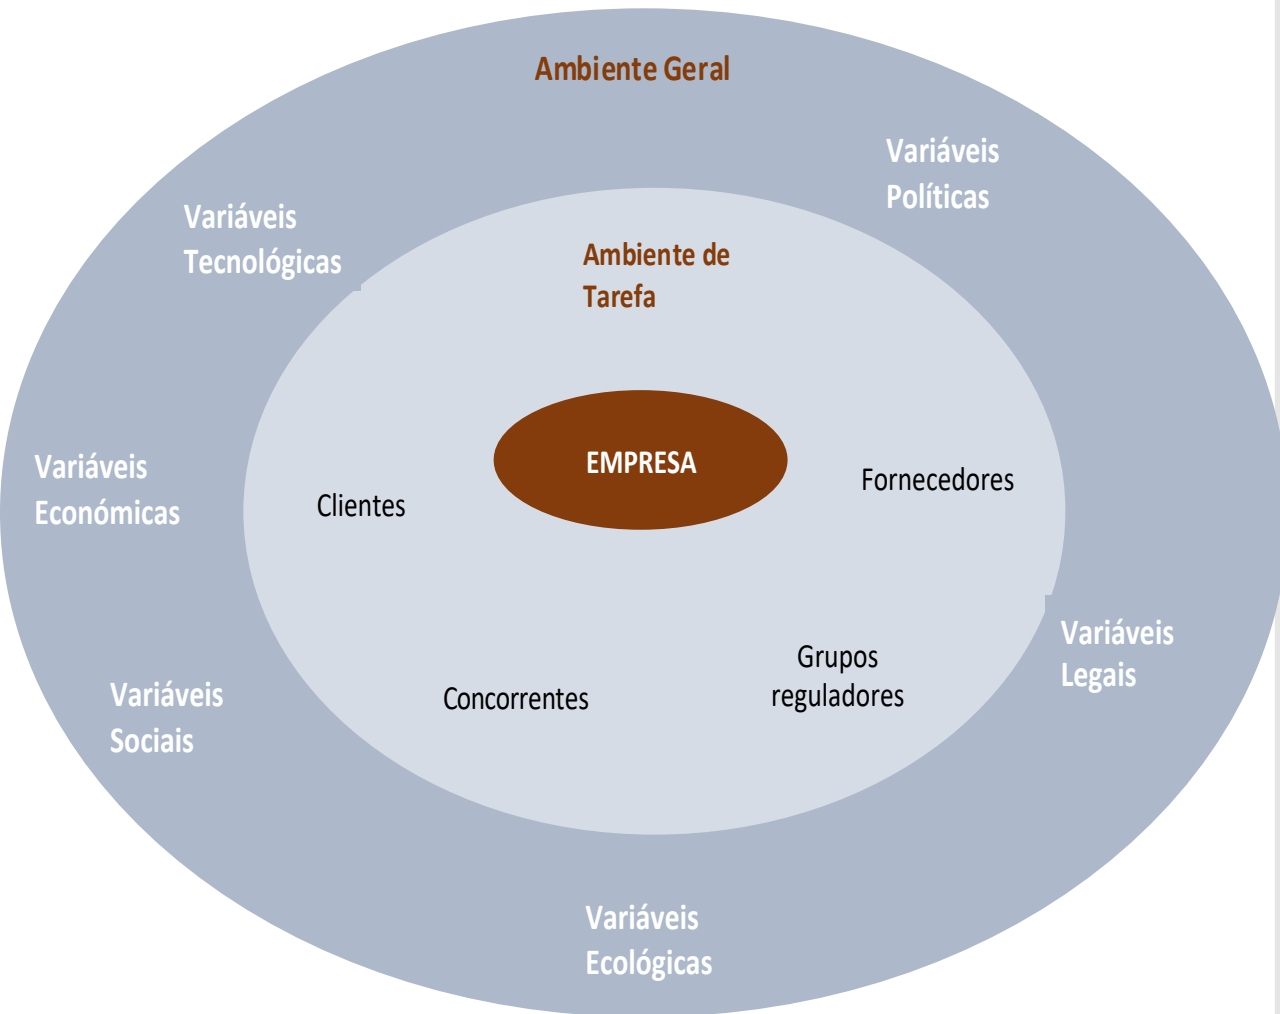 Ambiente Geral
Variáveis
Políticas
Variáveis
Tecnológicas
Ambiente de
Tarefa
EMPRESA
Variáveis
Económicas
Clientes
Fornecedores
Variáveis
Legais
Grupos
reguladores
Concorrentes
Variáveis
Sociais
Variáveis
Ecológicas